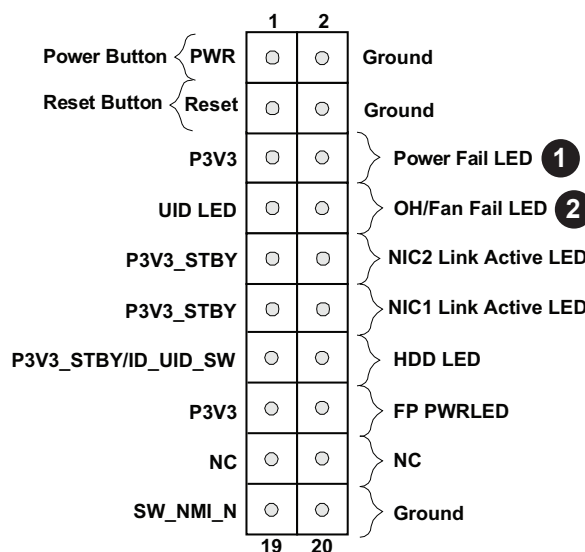 1 2
Power Button PWR Ground
Reset Button Reset Ground
P3V3 Power Fail LED 1
UID LED OH/Fan Fail LED 2
P3V3_STBY NIC2 Link Active LED
P3V3_STBY NIC1 Link Active LED
P3V3_STBY/ID_UID_SW HDD LED
P3V3 FP PWRLED
NC NC
SW_NMI_N Ground
19 20